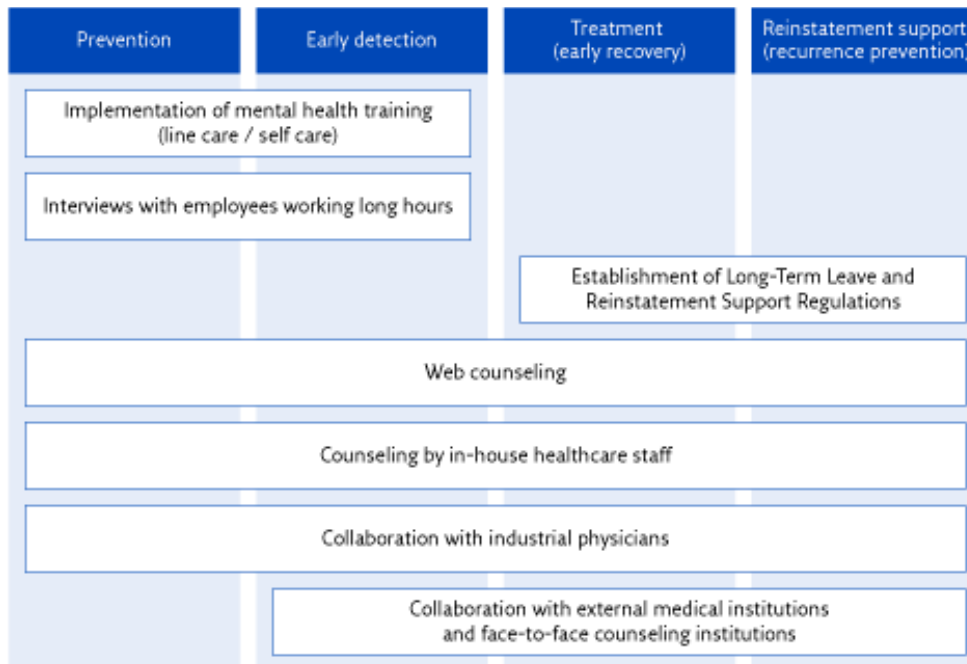 Prevention
Early detection
Treatment
(early recovery)
Reinstatement support
(recurrence prevention)
Implementation of mental health training
(line care / self care)
Interviews with employees working long hours
Establishment of Long-Term Leave and
Reinstatement Support Regulations
Web counseling
Counseling by in-house healthcare staff
Collaboration with industrial physicians
Collaboration with external medical institutions
and face-to-face counseling institutions